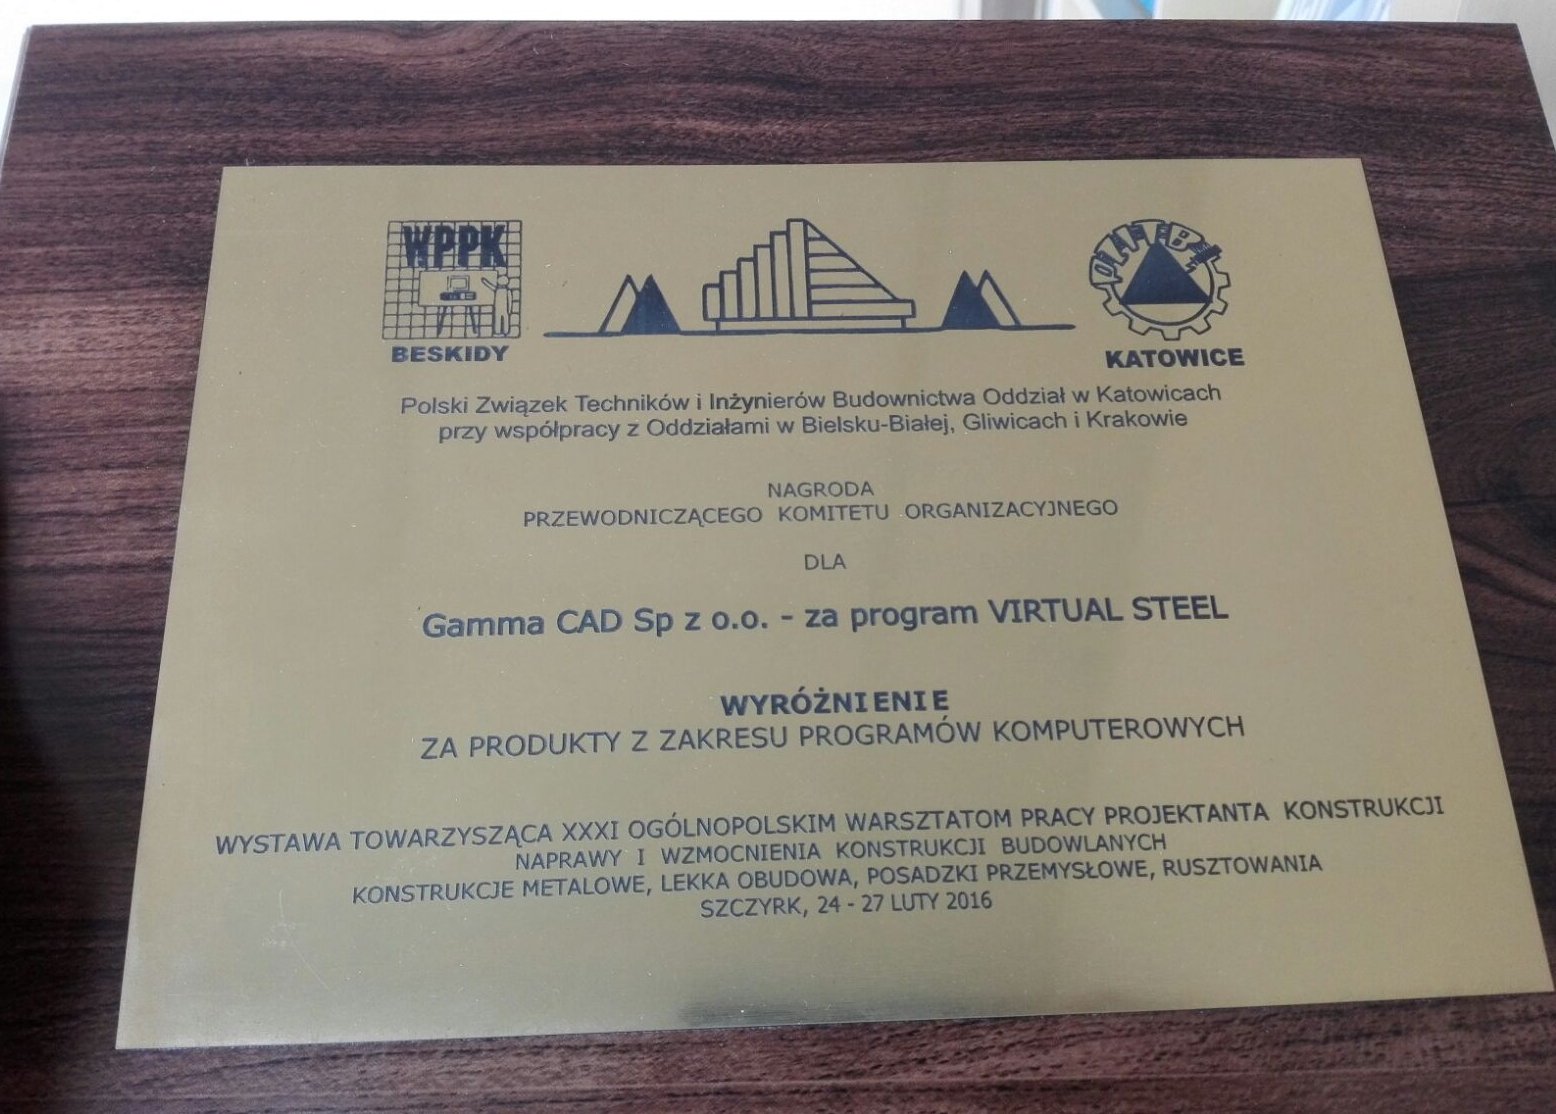 WPPK
BESKIDY
PZITB
KATOWICE
Polski Związek Techników i Inżynierów Budownictwa Oddział w Katowicach
przy współpracy z Oddziałami w Bielsku-Białej, Gliwicach i Krakowie
NAGRODA
PRZEWODNICZĄCEGO KOMITETU ORGANIZACYJNEGO
DLA
Gamma CAD Sp z o.o. - za program VIRTUAL STEEL
WYRÓŻNIENIE
ZA PRODUKTY Z ZAKRESU PROGRAMÓW KOMPUTEROWYCH
WYSTAWA TOWARZYSZĄCA XXXI OGÓLNOPOLSKIM WARSZTATOM PRACY PROJEKTANTA KONSTRUKCJI
NAPRAWY I WZMOCNIENIA KONSTRUKCJI BUDOWLANYCH
KONSTRUKCJE METALOWE, LEKKA OBUDOWA, POSADZKI PRZEMYSŁOWE, RUSZTOWANIA
SZCZYRK, 24 - 27 LUTY 2016